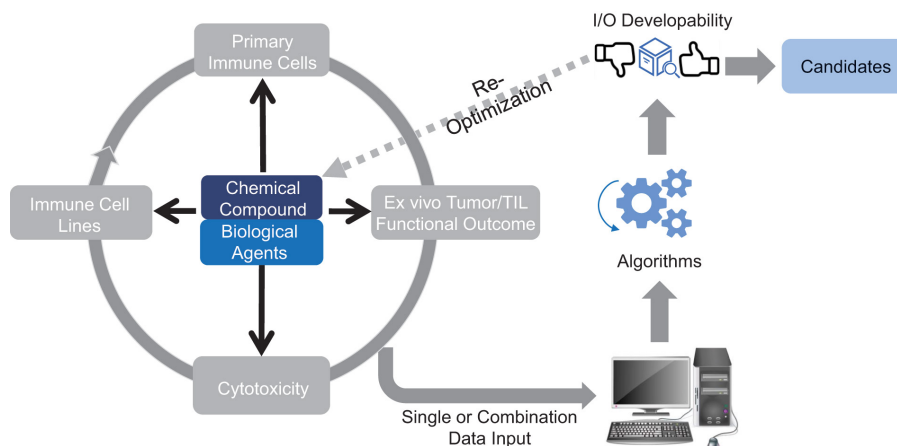 Primary
Immune Cells
I/O Developability
Candidates
Re-
Optimization
Chemical
Compound
Biological
Agents
Immune Cell
Lines
Ex vivo Tumor/TIL
Functional Outcome
Algorithms
Cytotoxicity
Single or Combination
Data Input